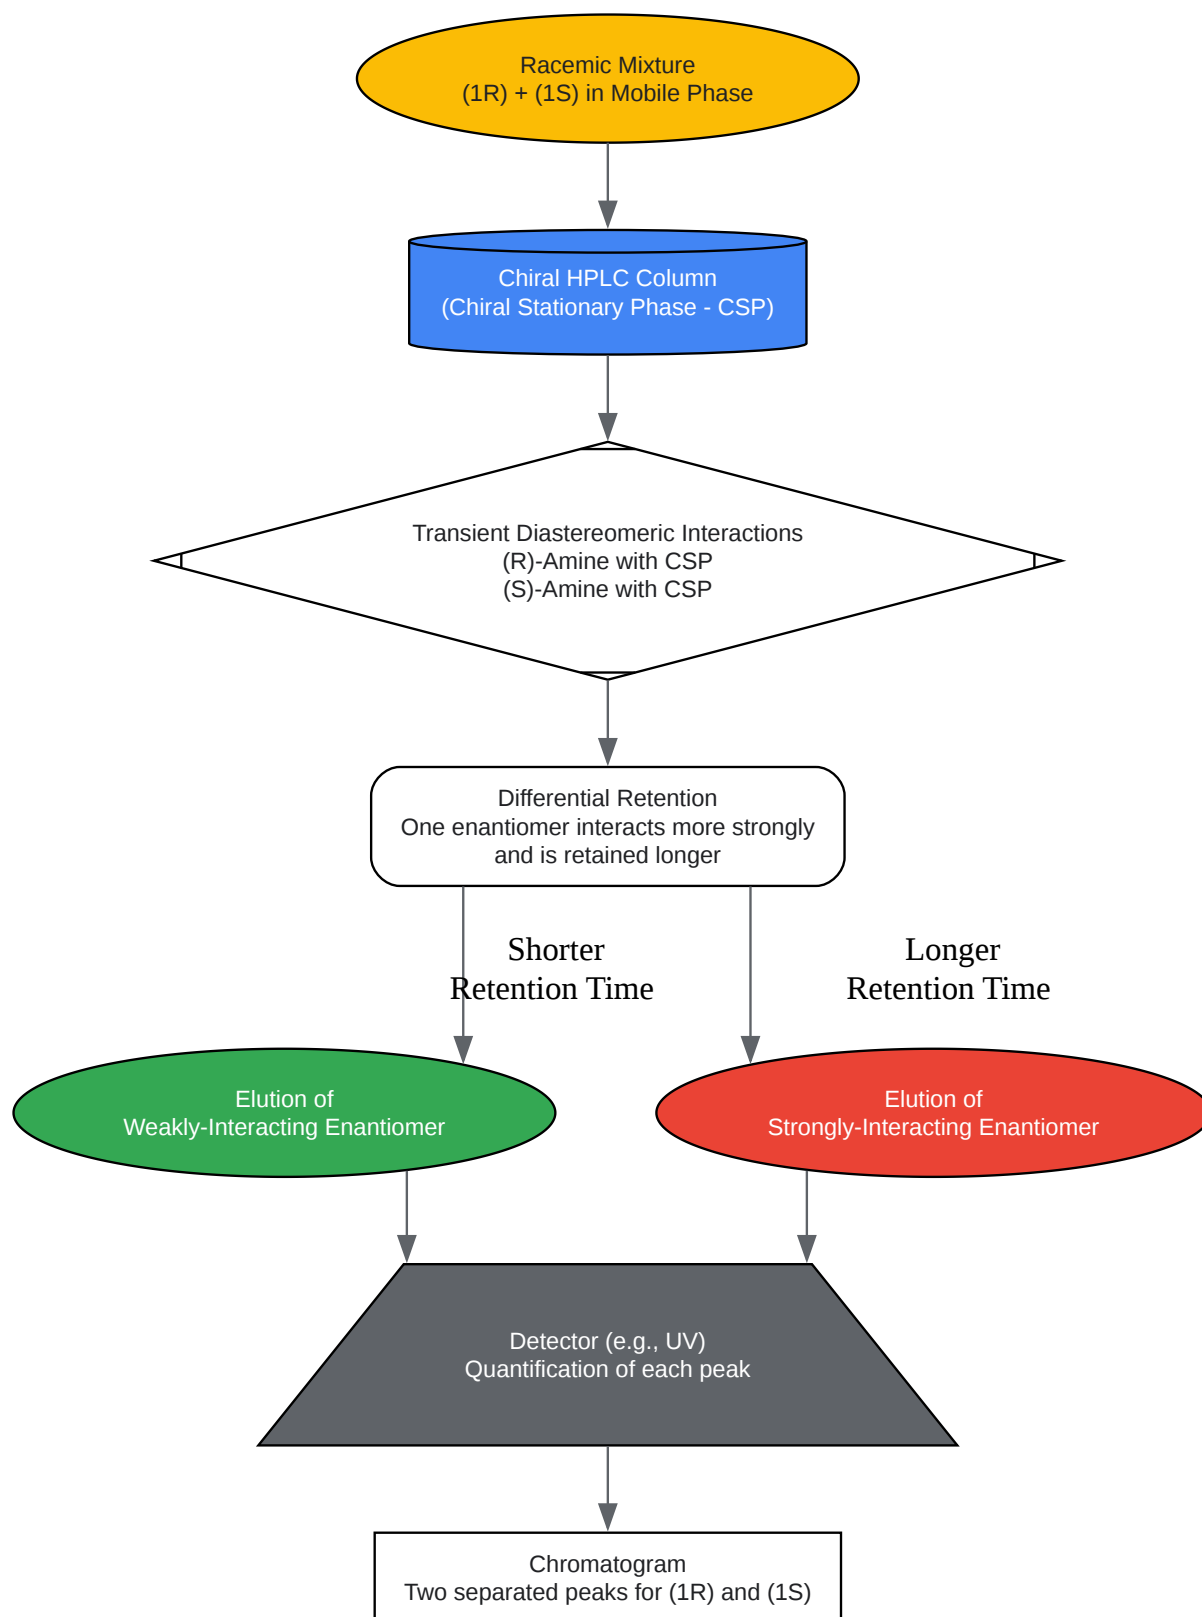 Racemic Mixture
(1R) + (1S) in Mobile Phase
Chiral HPLC Column
(Chiral Stationary Phase - CSP)
Transient Diastereomeric Interactions
(R)-Amine with CSP
(S)-Amine with CSP
Differential Retention
One enantiomer interacts more strongly
and is retained longer
Shorter
Retention Time
Longer
Retention Time
Elution of
Weakly-Interacting Enantiomer
Elution of
Strongly-Interacting Enantiomer
Detector (e.g., UV)
Quantification of each peak
Chromatogram
Two separated peaks for (1R) and (1S)